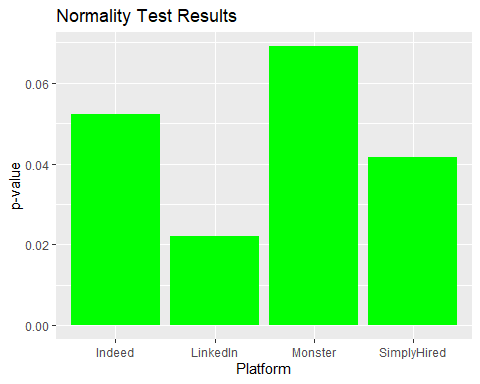 Normality Test Results
p-value
0.06
0.04
0.02
0.00
Indeed LinkedIn Monster SimplyHired
Platform